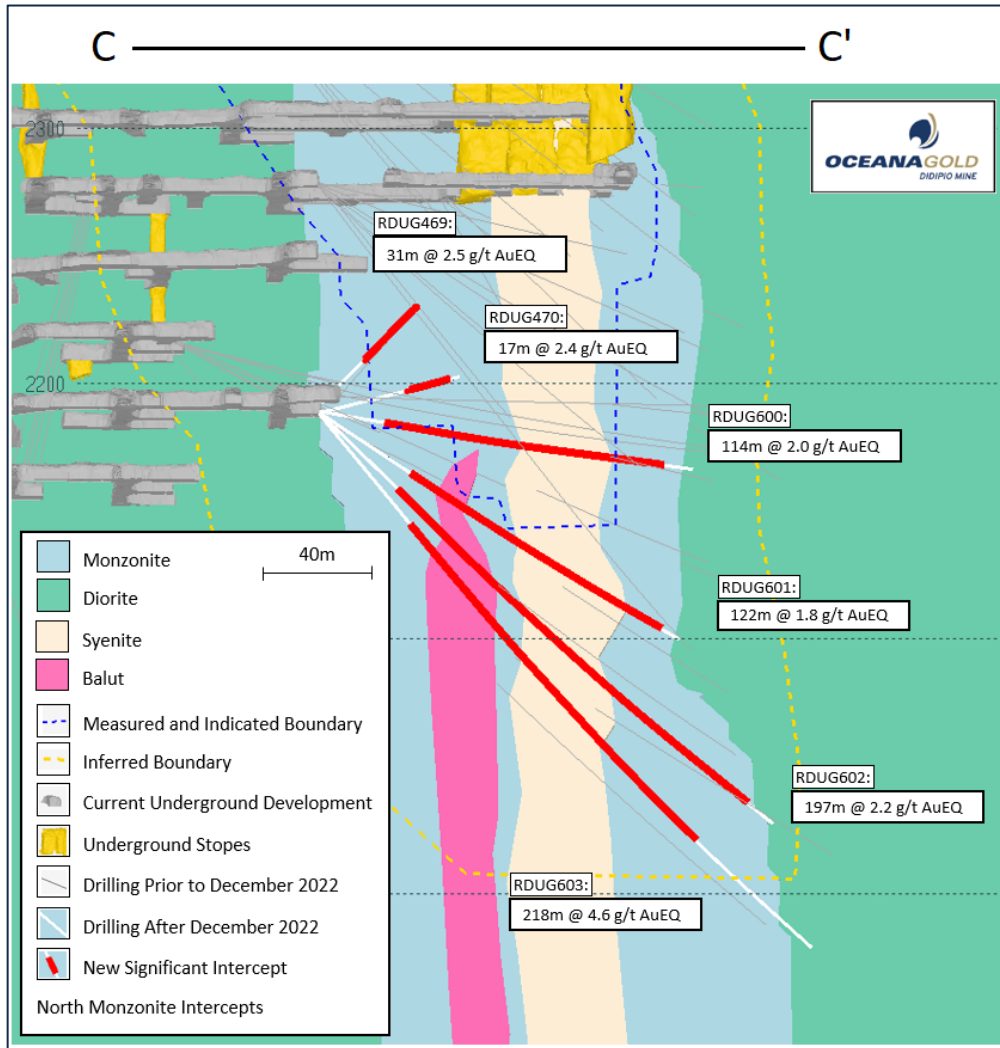 C C'
2300
OCEANAGOLD
DIDIPIO MINE
RDUG469:
31m @ 2.5 g/t AuEQ
RDUG470:
17m @ 2.4 g/t AuEQ
2200
RDUG600:
114m @ 2.0 g/t AuEQ
RDUG601:
122m @ 1.8 g/t AuEQ
RDUG602:
197m @ 2.2 g/t AuEQ
RDUG603:
218m @ 4.6 g/t AuEQ
Monzonite
40m
Diorite
Syenite
Balut
Measured and Indicated Boundary
Inferred Boundary
Current Underground Development
Underground Stopes
Drilling Prior to December 2022
Drilling After December 2022
New Significant Intercept
North Monzonite Intercepts